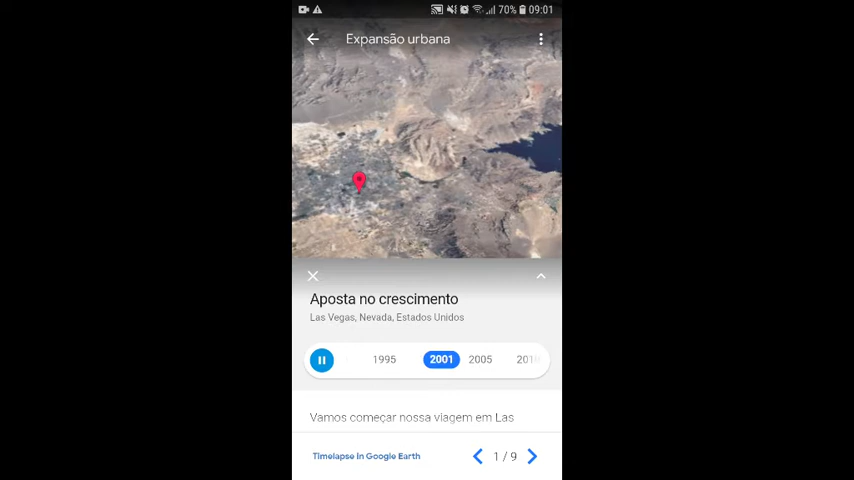 70% 09:01
Expansão urbana
Aposta no crescimento
Las Vegas, Nevada, Estados Unidos
1995 2001 2005
Vamos começar nossa viagem em Las
Timelapse in Google Earth
1 / 9